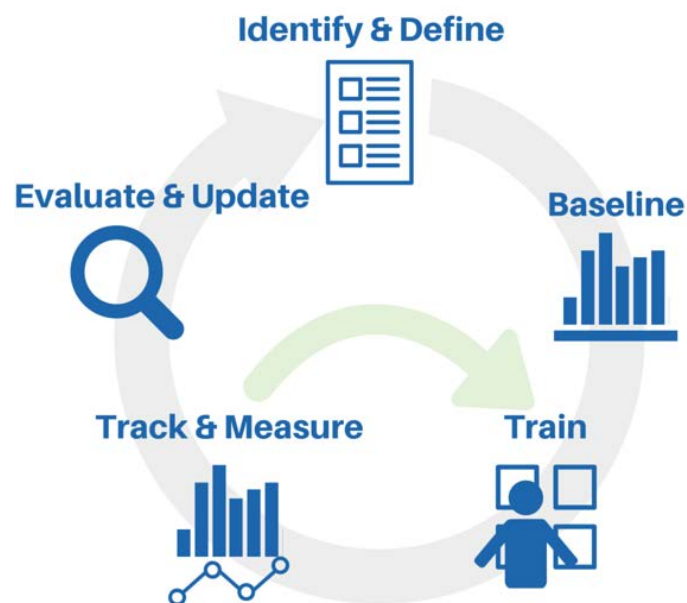 Identify & Define
Evaluate & Update
Baseline
Track & Measure
Train